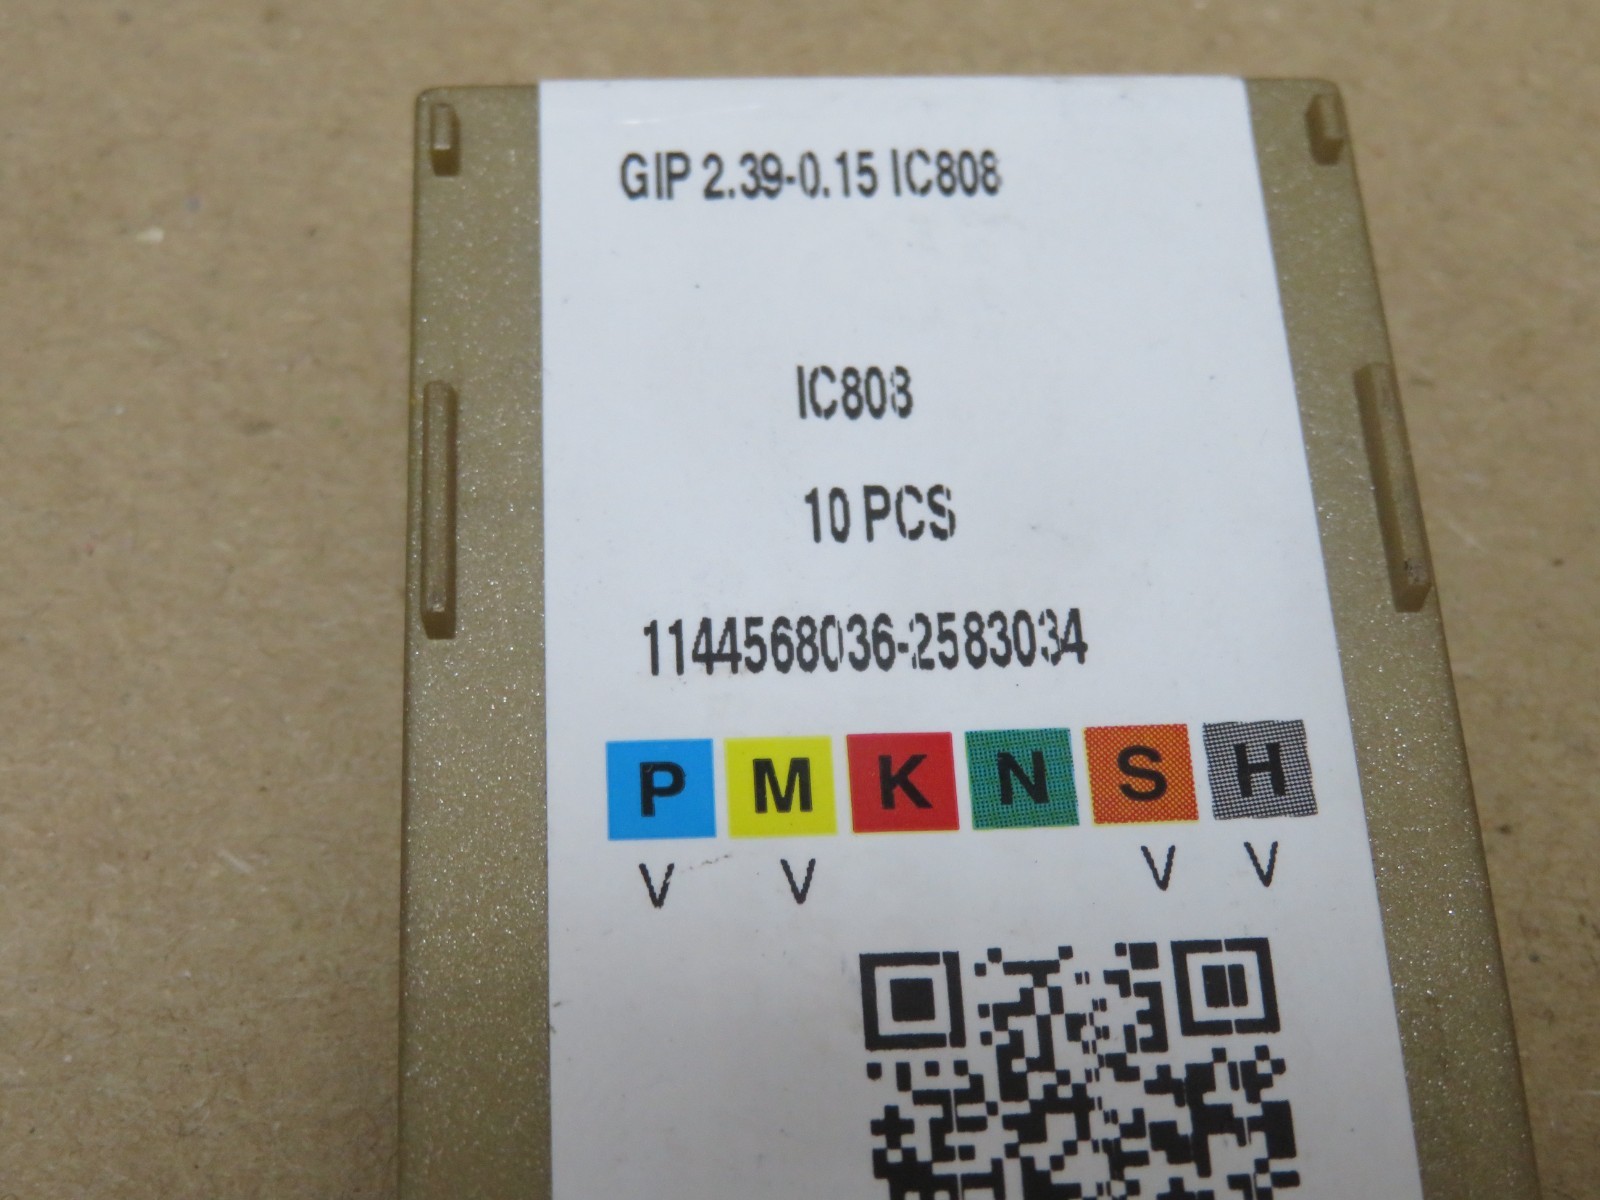 GIP 2.39-0.15 IC808
IC808
10 PCS
1144568036-2583034
P M K N S H
V V V V